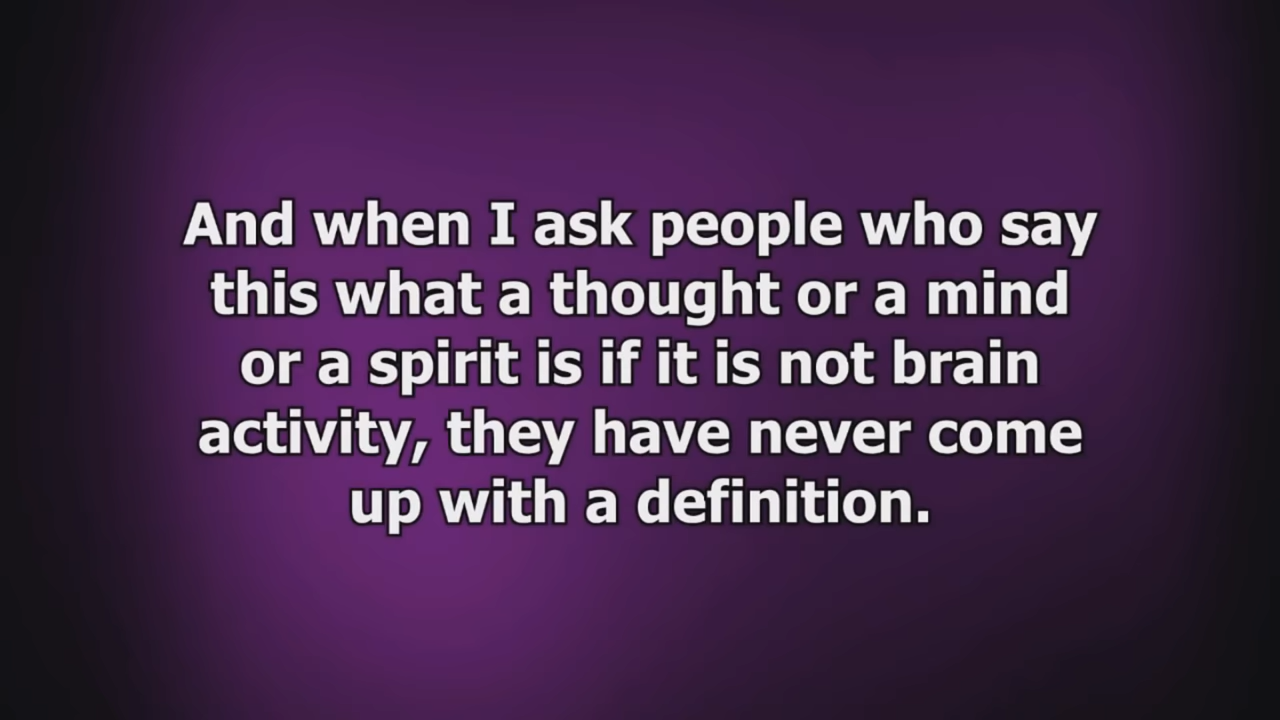 And when I ask people who say
this what a thought or a mind
or a spirit is if it is not brain
activity, they have never come
up with a definition.